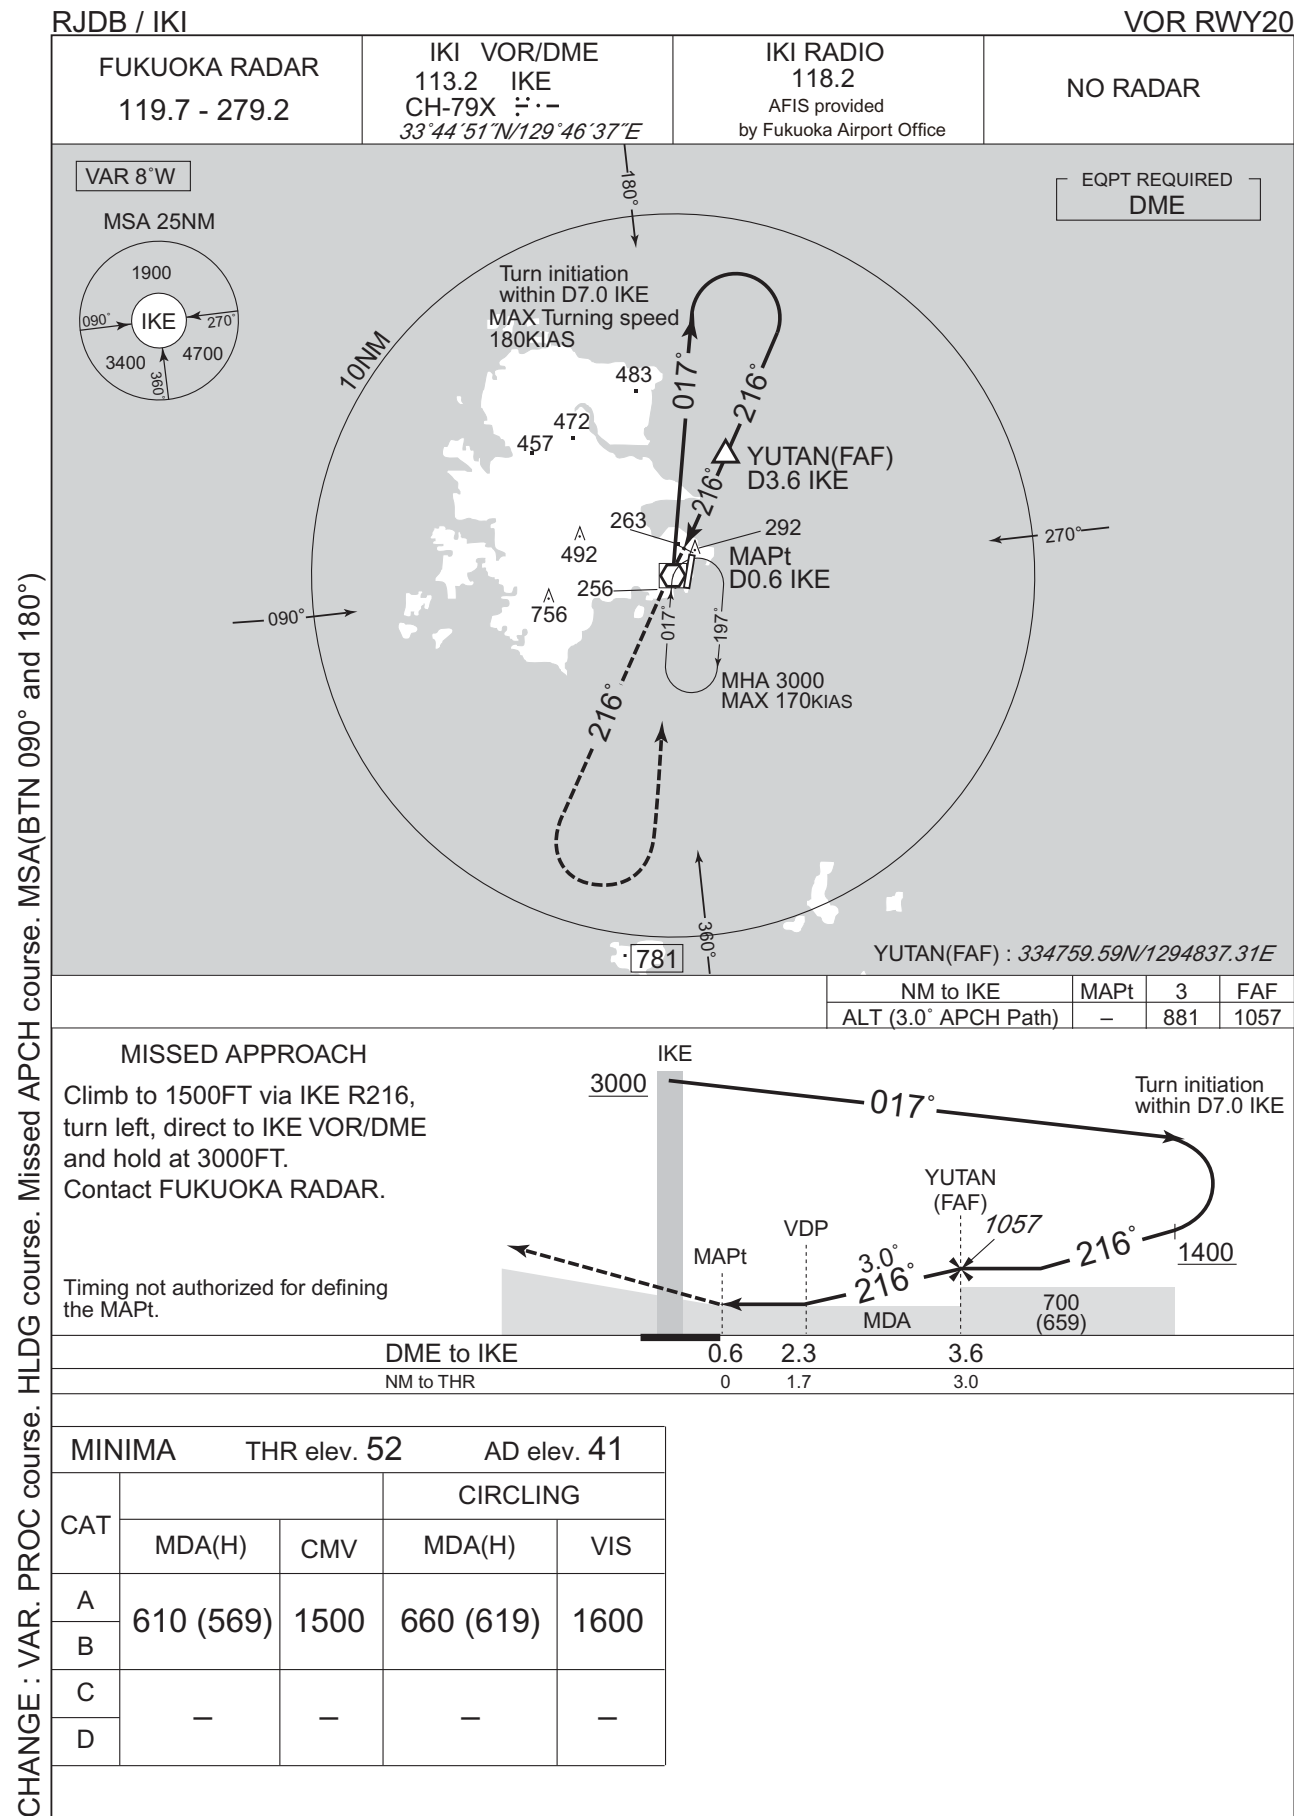 RJDB / IKI
VOR RWY20
FUKUOKA RADAR
119.7 - 279.2
IKI VOR/DME
113.2 IKE
CH-79X
33°44´51˝N/129°46´37˝E
IKI RADIO
118.2
AFIS provided
by Fukuoka Airport Office
NO RADAR
VAR 8°W
MSA 25NM
1900
090°
IKE
270°
3400
4700
360°
EQPT REQUIRED
DME
180°
Turn initiation
within D7.0 IKE
MAX Turning speed
180KIAS
10NM
483
472
457
017°
216°
YUTAN(FAF)
D3.6 IKE
216°
263
292
492
MAPt
D0.6 IKE
256
756
270°
090°
017°
197°
MHA 3000
MAX 170KIAS
216°
360°
781
YUTAN(FAF) : 334759.59N/1294837.31E
NM to IKE MAPt 3 FAF
ALT (3.0° APCH Path) – 881 1057
MISSED APPROACH
Climb to 1500FT via IKE R216,
turn left, direct to IKE VOR/DME
and hold at 3000FT.
Contact FUKUOKA RADAR.
Timing not authorized for defining
the MAPt.
IKE
3000
017°
Turn initiation
within D7.0 IKE
YUTAN
(FAF)
1057
VDP
MAPt
3.0°
216°
216°
1400
MDA
700
(659)
DME to IKE 0.6 2.3 3.6
NM to THR 0 1.7 3.0
MINIMA THR elev. 52 AD elev. 41
CAT
CIRCLING
MDA(H) CMV MDA(H) VIS
A
B
610 (569) 1500 660 (619) 1600
C
D
– – – –
CHANGE : VAR. PROC course. HLDG course. Missed APCH course. MSA(BTN 090° and 180°)